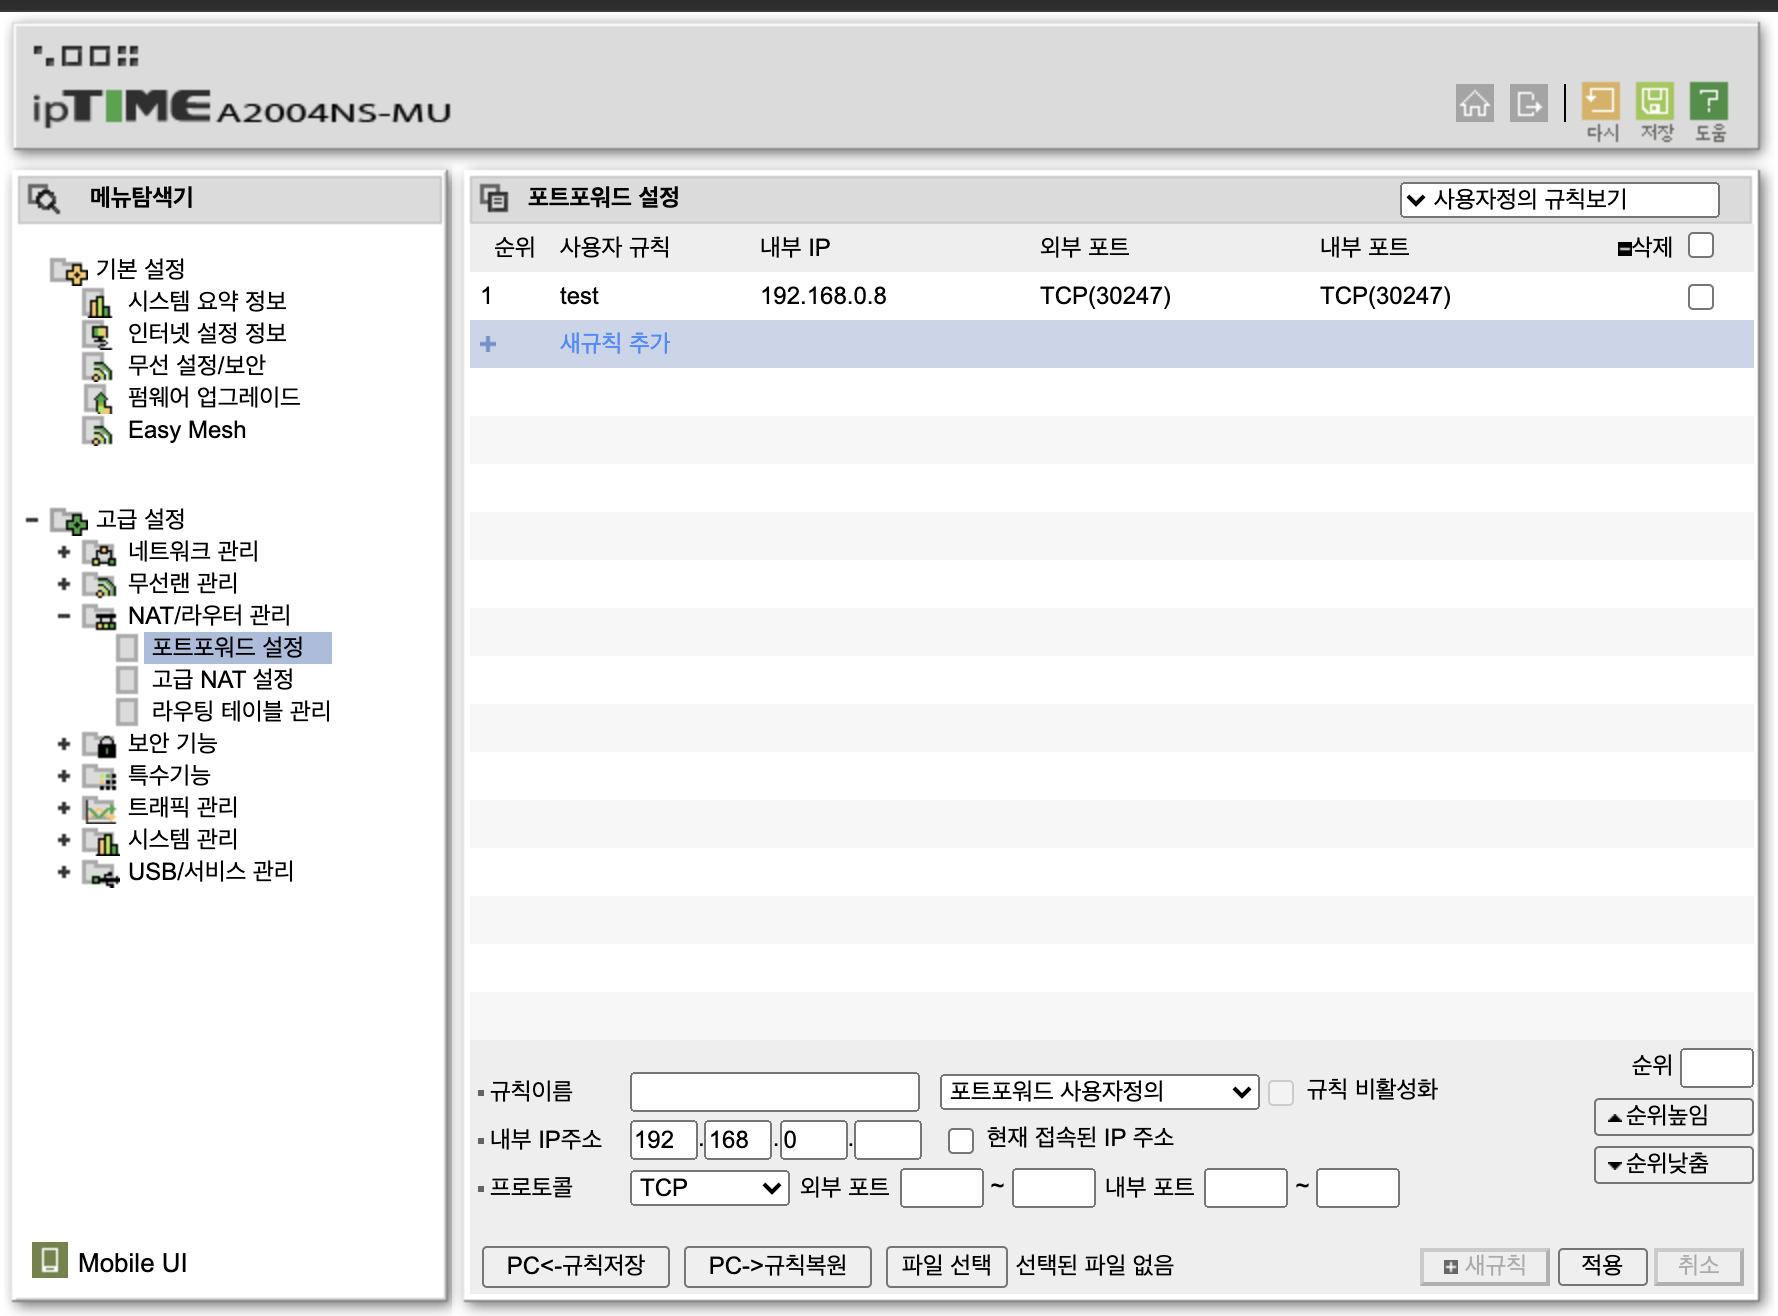 ipTIME A2004NS-MU
다시 저장 도움
메뉴탐색기
기본 설정
시스템 요약 정보
인터넷 설정 정보
무선 설정/보안
펌웨어 업그레이드
Easy Mesh
고급 설정
네트워크 관리
무선랜 관리
NAT/라우터 관리
포트포워드 설정
고급 NAT 설정
라우팅 테이블 관리
보안 기능
특수기능
트래픽 관리
시스템 관리
USB/서비스 관리
Mobile UI
포트포워드 설정 사용자정의 규칙보기
순위 사용자 규칙 내부 IP 외부 포트 내부 포트 삭제
1 test 192.168.0.8 TCP(30247) TCP(30247)
+ 새규칙 추가
순위
규칙이름 포트포워드 사용자정의 규칙 비활성화
순위높임
내부 IP주소 192 . 168 . 0 . 현재 접속된 IP 주소
순위낮춤
프로토콜 TCP 외부 포트 ~ 내부 포트 ~
PC<-규칙저장 PC->규칙복원 파일 선택 선택된 파일 없음 새규칙 적용 취소